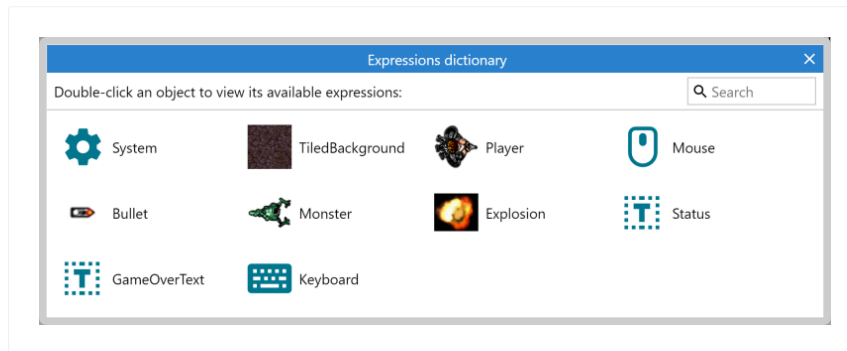 Expressions dictionary
Double-click an object to view its available expressions:
Search
System
TiledBackground
Player
Mouse
Bullet
Monster
Explosion
T
Status
T
GameOverText
Keyboard